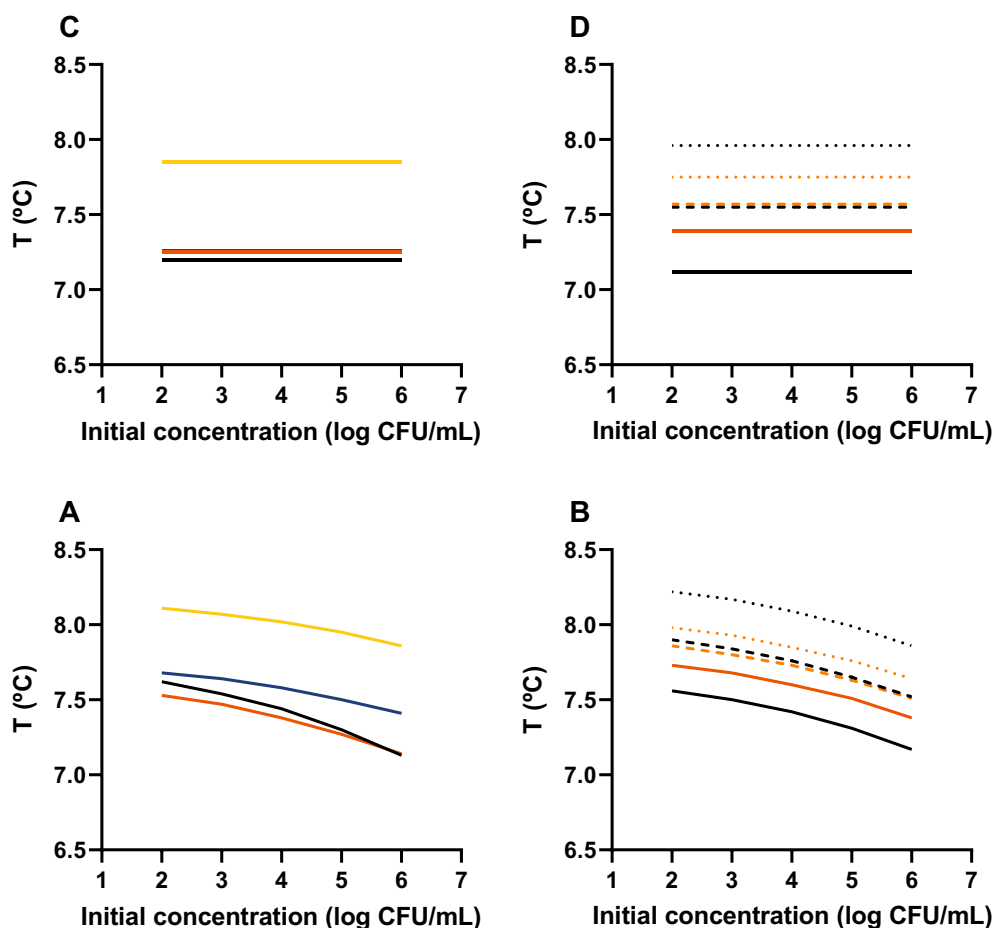 C
8.5
8.0
7.5
7.0
6.5
T (ºC)
1 2 3 4 5 6 7
Initial concentration (log CFU/mL)
D
8.5
8.0
7.5
7.0
6.5
T (ºC)
1 2 3 4 5 6 7
Initial concentration (log CFU/mL)
A
8.5
8.0
7.5
7.0
6.5
T (ºC)
1 2 3 4 5 6 7
Initial concentration (log CFU/mL)
B
8.5
8.0
7.5
7.0
6.5
T (ºC)
1 2 3 4 5 6 7
Initial concentration (log CFU/mL)